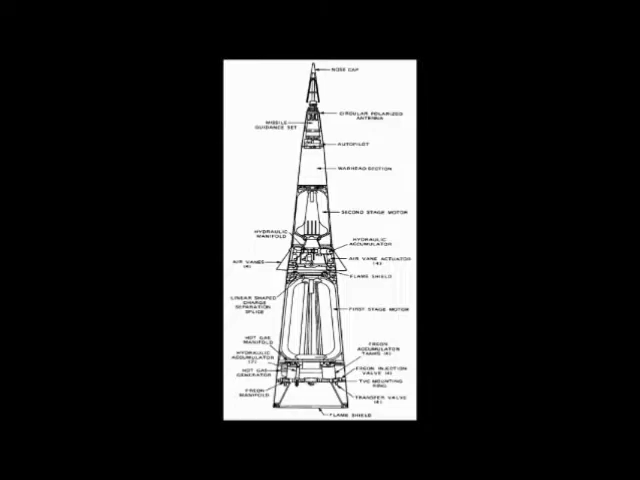 NOSE CAP
CIRCULAR POLARIZED
ANTENNA
MISSILE
GUIDANCE SET
AUTOPILOT
WARHEAD SECTION
SECOND STAGE MOTOR
HYDRAULIC
MANIFOLD
HYDRAULIC
ACCUMULATOR
AIR VANES
(4)
AIR VANE ACTUATOR
(4)
FLAME SHIELD
LINEAR SHAPED
CHARGE
SEPARATION
SPLICE
FIRST STAGE MOTOR
HOT GAS
MANIFOLD
FREON
ACCUMULATOR
TANKS
HYDRAULIC
ACCUMULATOR
(2)
HOT GAS
GENERATOR
FREON INJECTION
VALVE
TVC MOUNTING
RING
FREON
MANIFOLD
TRANSFER VALVE
FLAME SHIELD